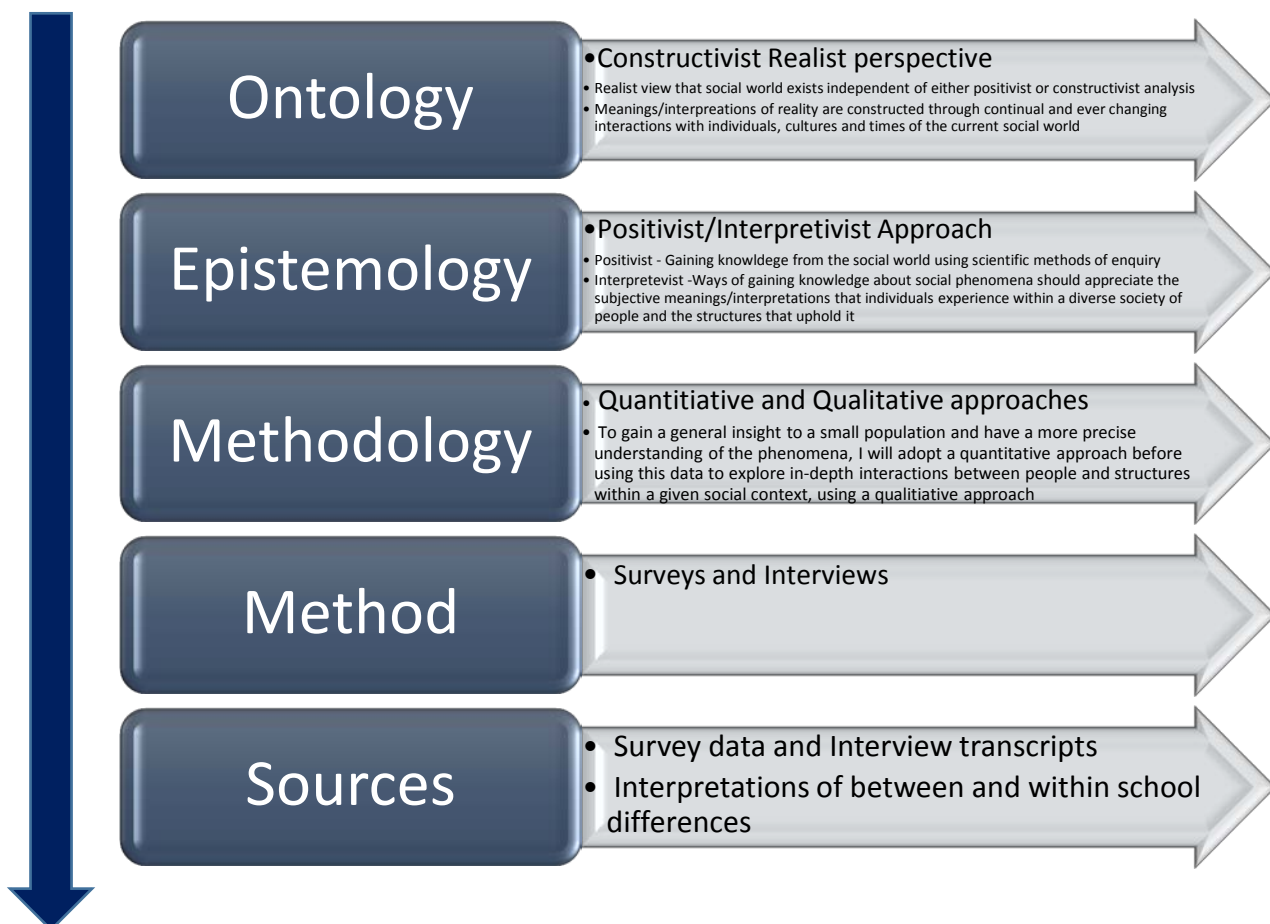 Ontology
•Constructivist Realist perspective
• Realist view that social world exists independent of either positivist or constructivist analysis
• Meanings/interpreations of reality are constructed through continual and ever changing
interactions with individuals, cultures and times of the current social world
Epistemology
•Positivist/Interpretivist Approach
• Positivist - Gaining knowldege from the social world using scientific methods of enquiry
• Interpretevist -Ways of gaining knowledge about social phenomena should appreciate the
subjective meanings/interpretations that individuals experience within a diverse society of
people and the structures that uphold it
Methodology
• Quantitiative and Qualitative approaches
• To gain a general insight to a small population and have a more precise
understanding of the phenomena, I will adopt a quantitative approach before
using this data to explore in-depth interactions between people and structures
within a given social context, using a qualitiative approach
Method
• Surveys and Interviews
Sources
• Survey data and Interview transcripts
• Interpretations of between and within school
differences